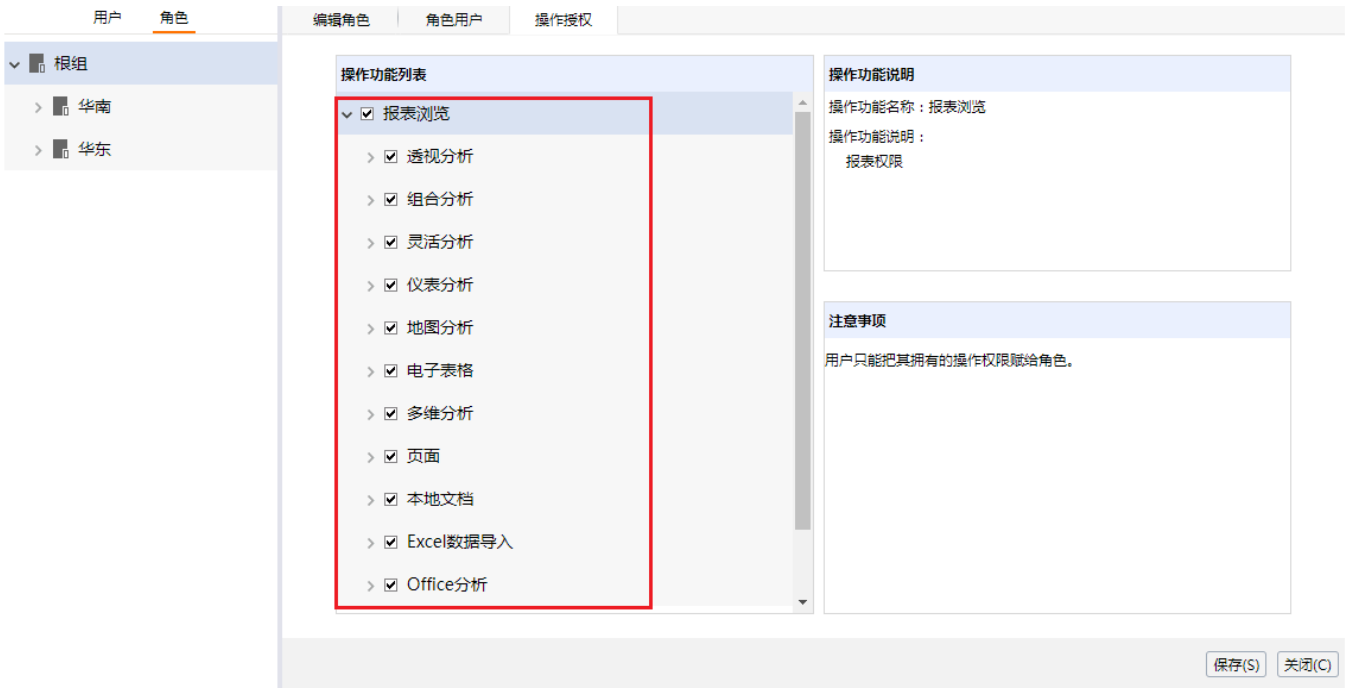 用户 角色
编辑角色 角色用户 操作授权
根组
华南
华东
操作功能列表
报表浏览
透视分析
组合分析
灵活分析
仪表分析
地图分析
电子表格
多维分析
页面
本地文档
Excel数据导入
Office分析
操作功能说明
操作功能名称：报表浏览
操作功能说明：
报表权限
注意事项
用户只能把其拥有的操作权限赋给角色。
保存(S) 关闭(C)